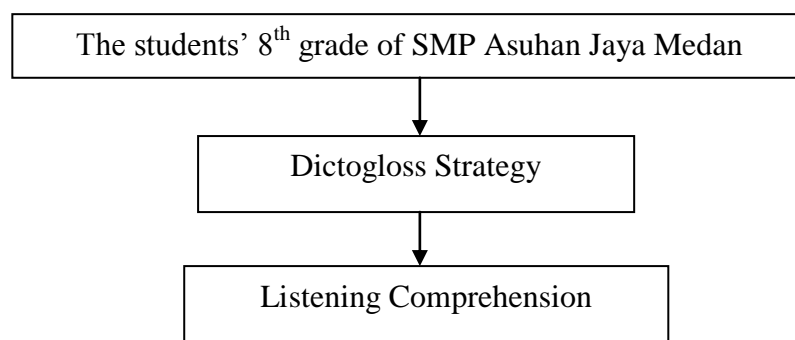 The students’ 8th grade of SMP Asuhan Jaya Medan
Dictogloss Strategy
Listening Comprehension